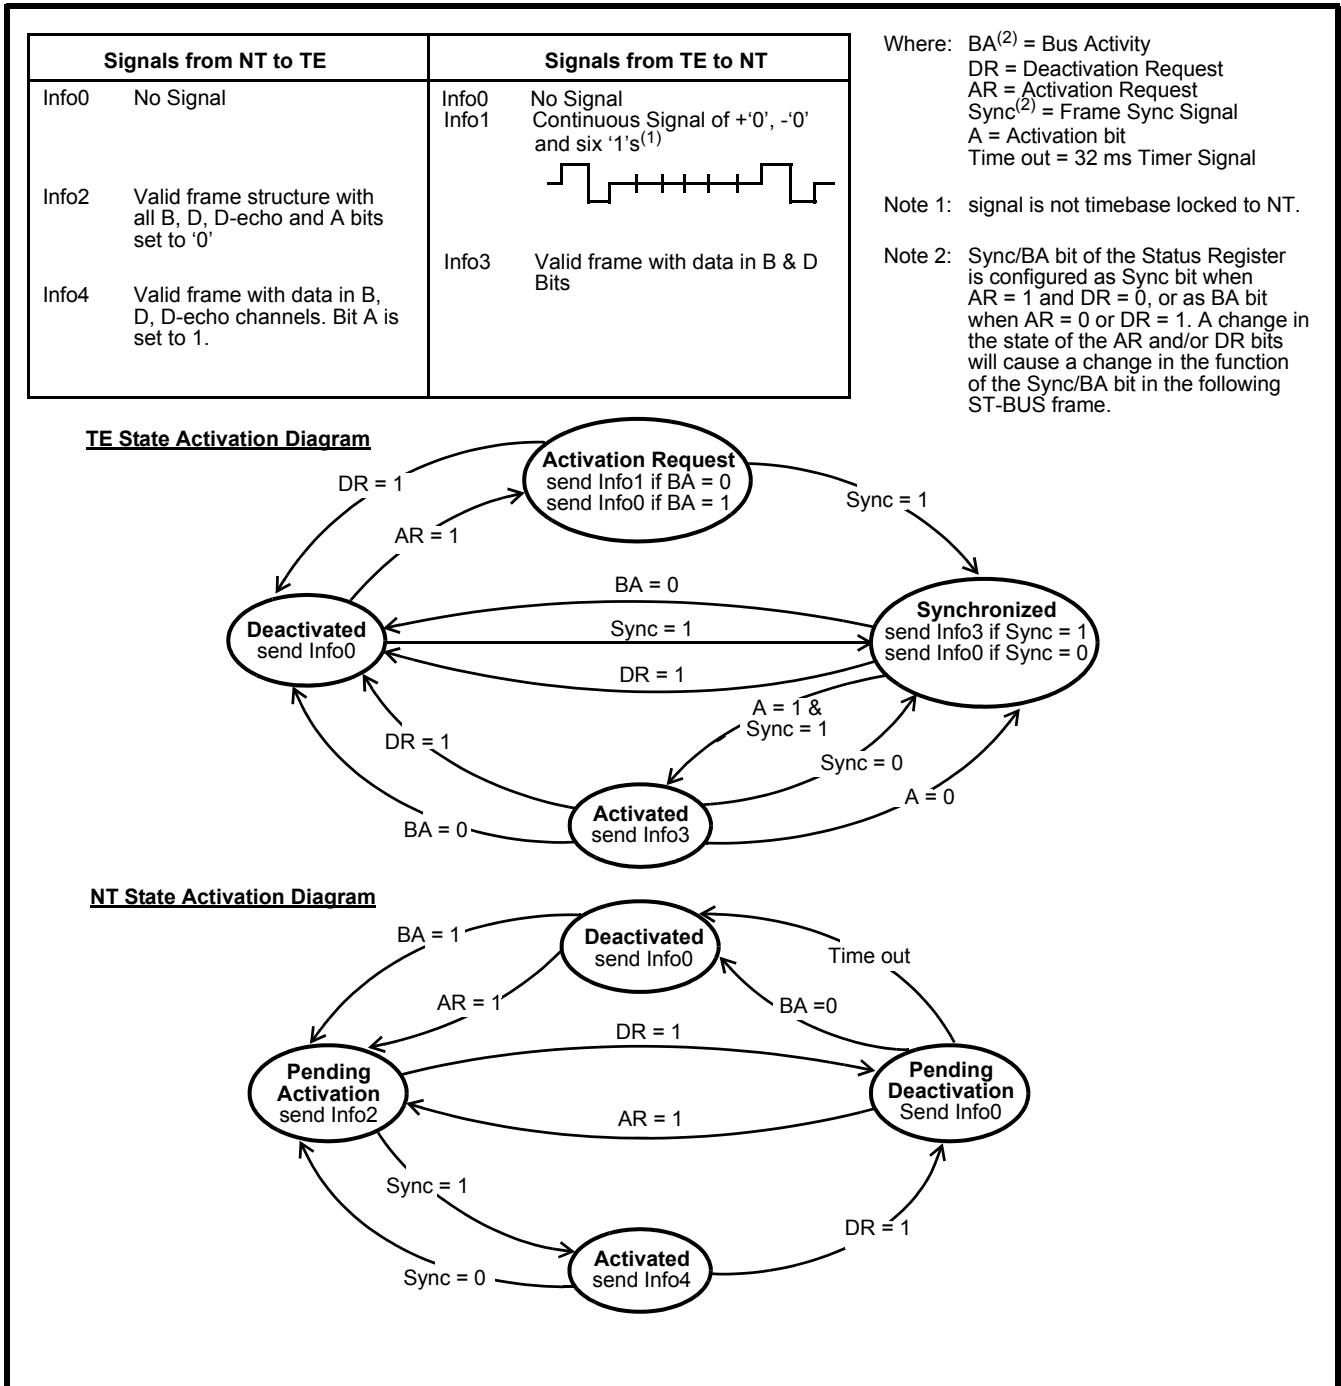 Signals from NT to TE
Signals from TE to NT
Info0 No Signal
Info2 Valid frame structure with
all B, D, D-echo and A bits
set to ‘0’
Info4 Valid frame with data in B,
D, D-echo channels. Bit A is
set to 1.
Info0 No Signal
Info1 Continuous Signal of +‘0’, -‘0’
and six ‘1’s(1)
Info3 Valid frame with data in B & D
Bits
Where: BA(2) = Bus Activity
DR = Deactivation Request
AR = Activation Request
Sync(2) = Frame Sync Signal
A = Activation bit
Time out = 32 ms Timer Signal
Note 1: signal is not timebase locked to NT.
Note 2: Sync/BA bit of the Status Register
is configured as Sync bit when
AR = 1 and DR = 0, or as BA bit
when AR = 0 or DR = 1. A change in
the state of the AR and/or DR bits
will cause a change in the function
of the Sync/BA bit in the following
ST-BUS frame.
TE State Activation Diagram
Activation Request
send Info1 if BA = 0
send Info0 if BA = 1
DR = 1
AR = 1
Sync = 1
BA = 0
Deactivated
send Info0
Sync = 1
Synchronized
send Info3 if Sync = 1
send Info0 if Sync = 0
DR = 1
A = 1 &
Sync = 1
DR = 1
Sync = 0
A = 0
BA = 0
Activated
send Info3
NT State Activation Diagram
BA = 1
Deactivated
send Info0
Time out
AR = 1
BA =0
DR = 1
Pending
Activation
send Info2
Pending
Deactivation
Send Info0
AR = 1
Sync = 1
DR = 1
Sync = 0
Activated
send Info4